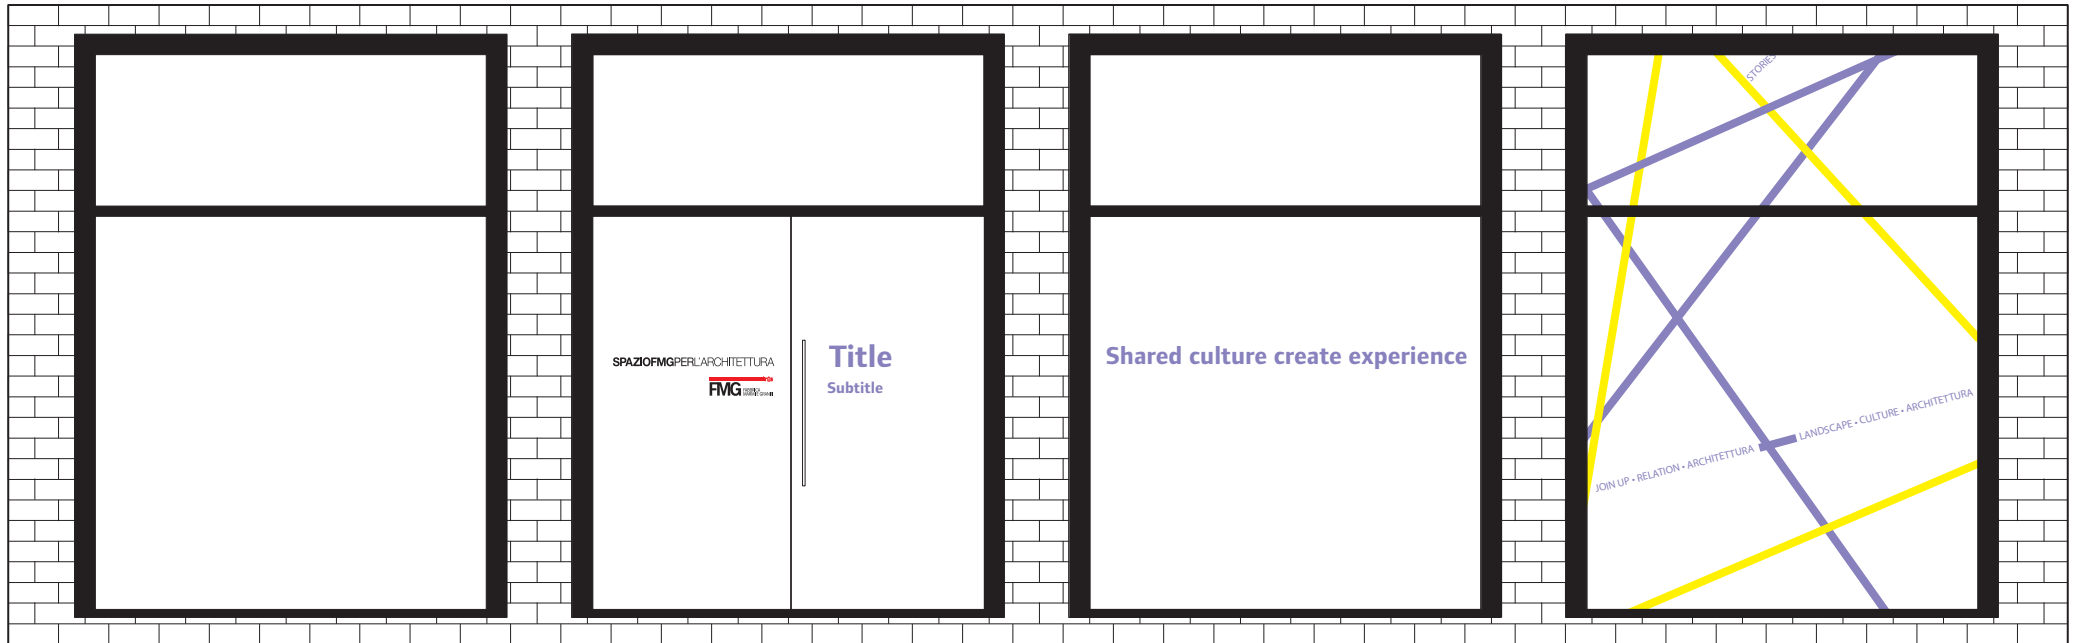 SPAZIOFMGPERL'ARCHITETTURA
FMG
Title
Subtitle
Shared culture create experience
STORIES
JOIN UP • RELATION • ARCHITETTURA
LANDSCAPE • CULTURE • ARCHITETTURA